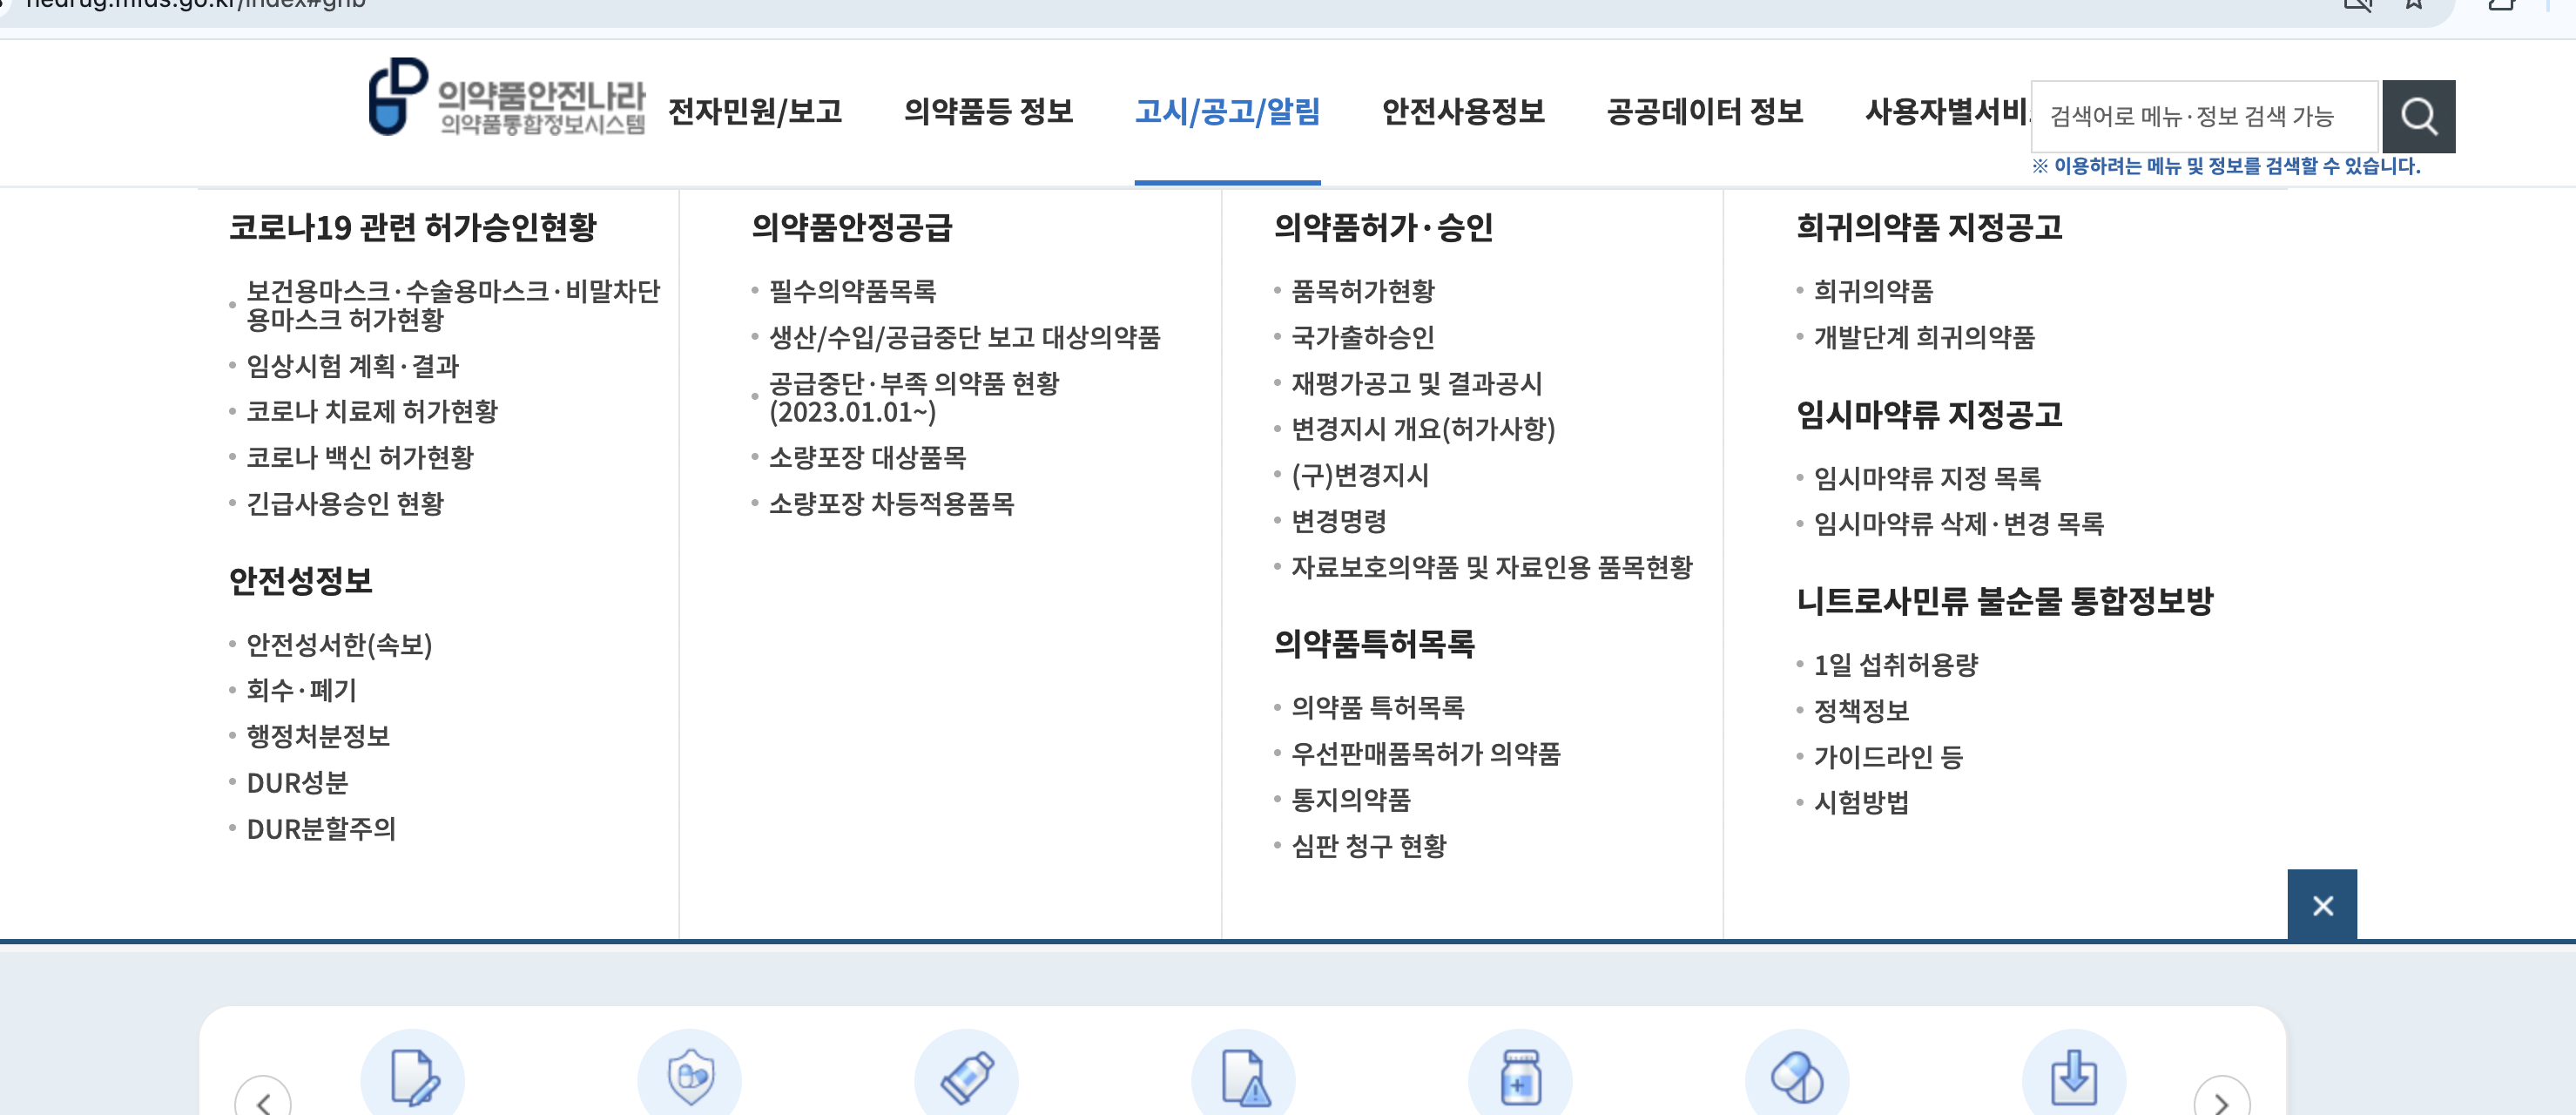 nedrug.mfds.go.kr/index#gnb
의약품안전나라
의약품통합정보시스템
전자민원/보고
의약품등 정보
고시/공고/알림
안전사용정보
공공데이터 정보
사용자별서비
검색어로 메뉴·정보 검색 가능
※ 이용하려는 메뉴 및 정보를 검색할 수 있습니다.
코로나19 관련 허가승인현황
보건용마스크·수술용마스크·비말차단
용마스크 허가현황
임상시험 계획·결과
코로나 치료제 허가현황
코로나 백신 허가현황
긴급사용승인 현황
안전성정보
안전성서한(속보)
회수·폐기
행정처분정보
DUR성분
DUR분할주의
의약품안정공급
필수의약품목록
생산/수입/공급중단 보고 대상의약품
공급중단·부족 의약품 현황
(2023.01.01~)
소량포장 대상품목
소량포장 차등적용품목
의약품허가·승인
품목허가현황
국가출하승인
재평가공고 및 결과공시
변경지시 개요(허가사항)
(구)변경지시
변경명령
자료보호의약품 및 자료인용 품목현황
의약품특허목록
의약품 특허목록
우선판매품목허가 의약품
통지의약품
심판 청구 현황
희귀의약품 지정공고
희귀의약품
개발단계 희귀의약품
임시마약류 지정공고
임시마약류 지정 목록
임시마약류 삭제·변경 목록
니트로사민류 불순물 통합정보방
1일 섭취허용량
정책정보
가이드라인 등
시험방법